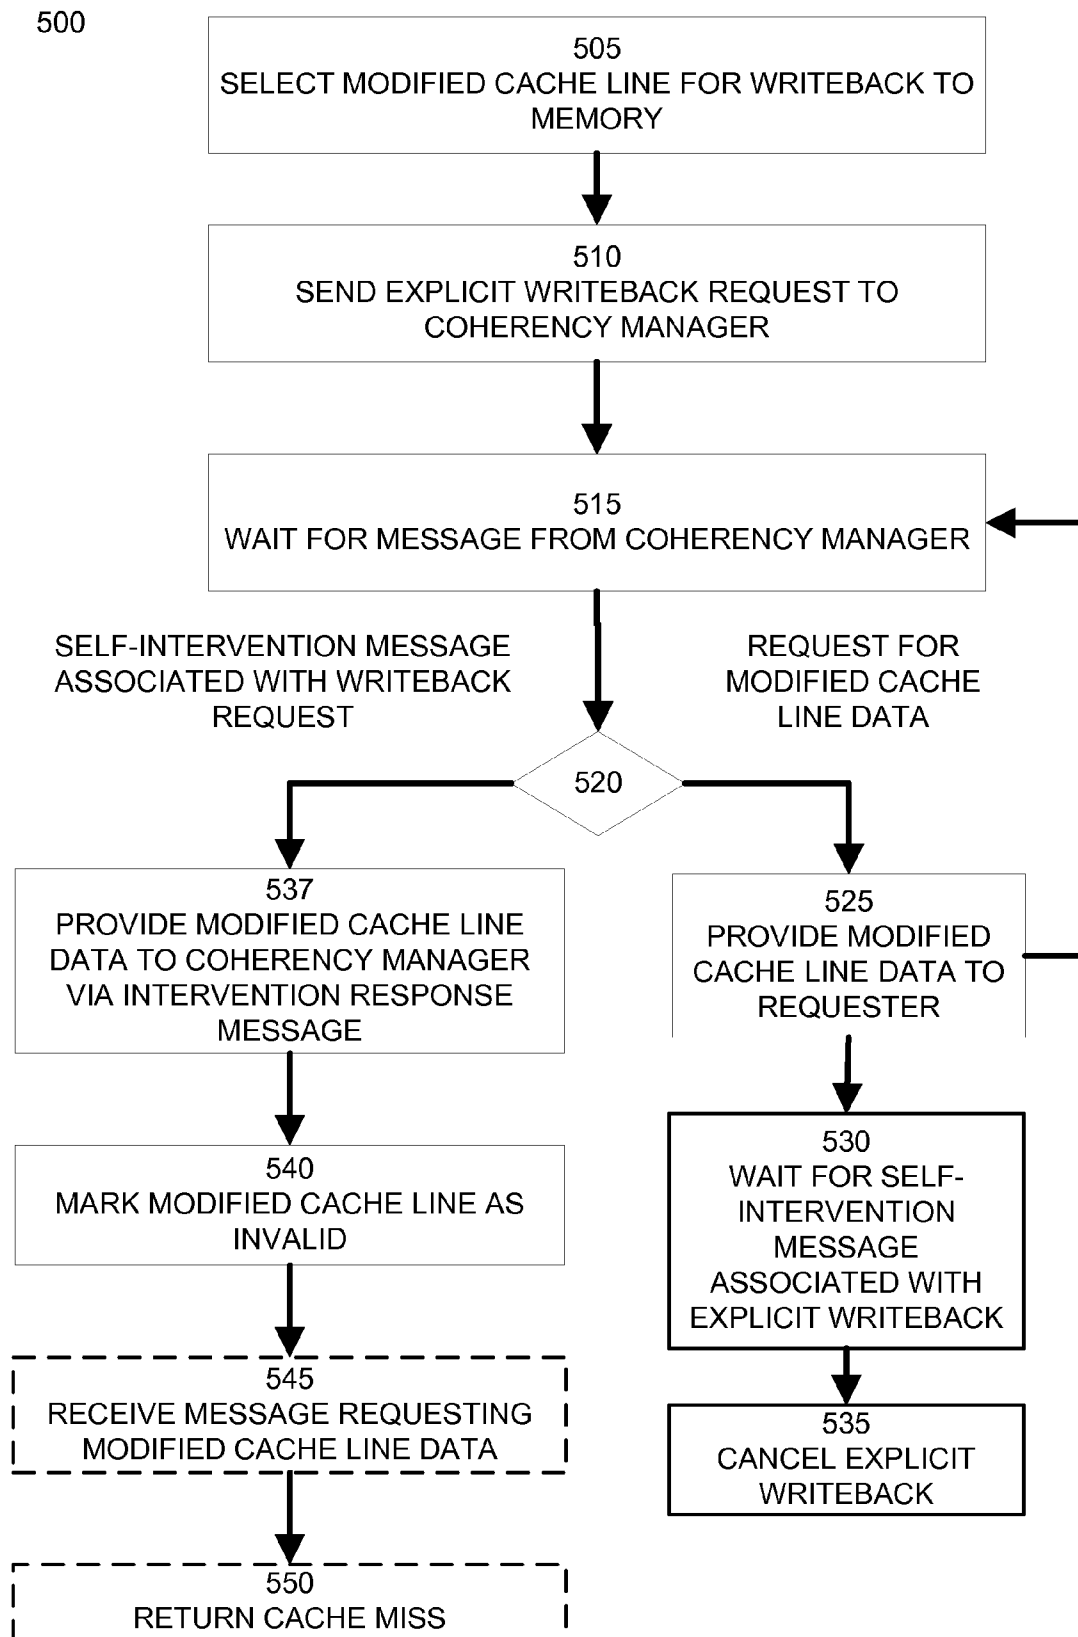 500
505
SELECT MODIFIED CACHE LINE FOR WRITEBACK TO
MEMORY
510
SEND EXPLICIT WRITEBACK REQUEST TO
COHERENCY MANAGER
515
WAIT FOR MESSAGE FROM COHERENCY MANAGER
SELF-INTERVENTION MESSAGE
ASSOCIATED WITH WRITEBACK
REQUEST
REQUEST FOR
MODIFIED CACHE
LINE DATA
520
537
PROVIDE MODIFIED CACHE LINE
DATA TO COHERENCY MANAGER
VIA INTERVENTION RESPONSE
MESSAGE
525
PROVIDE MODIFIED
CACHE LINE DATA TO
REQUESTER
540
MARK MODIFIED CACHE LINE AS
INVALID
530
WAIT FOR SELF-
INTERVENTION
MESSAGE
ASSOCIATED WITH
EXPLICIT WRITEBACK
545
RECEIVE MESSAGE REQUESTING
MODIFIED CACHE LINE DATA
535
CANCEL EXPLICIT
WRITEBACK
550
RETURN CACHE MISS